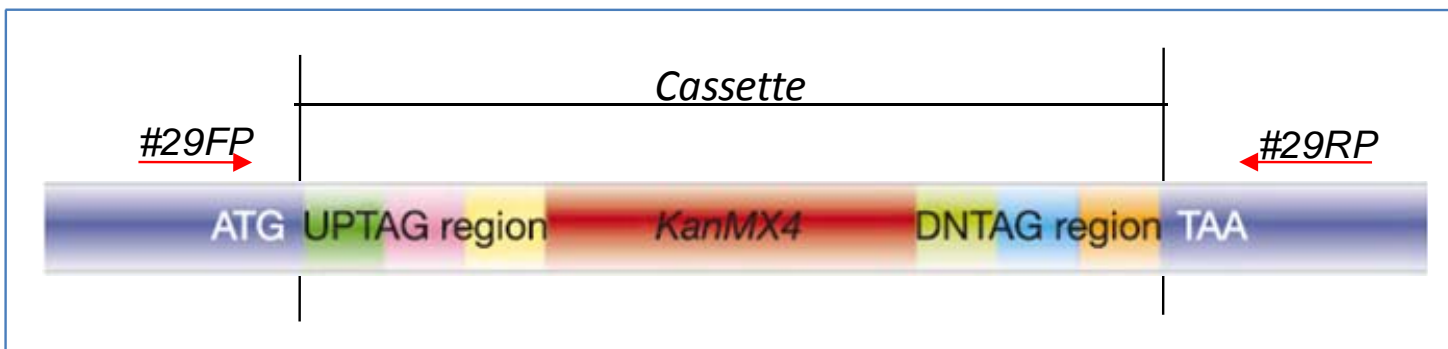 Cassette
#29FP #29RP
ATG UPTAG region KanMX4 DNTAG region TAA